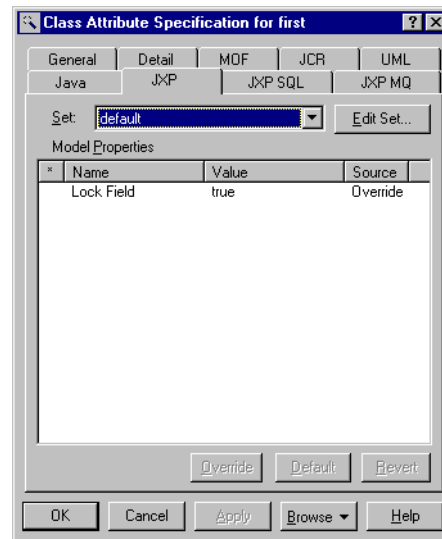 Class Attribute Specification for first
General Detail MOF JCR UML
Java JXP JXP SQL JXP MQ
Set: default Edit Set...
Model Properties
* Name Value Source
Lock Field true Override
Override Default Revert
OK Cancel Apply Browse Help